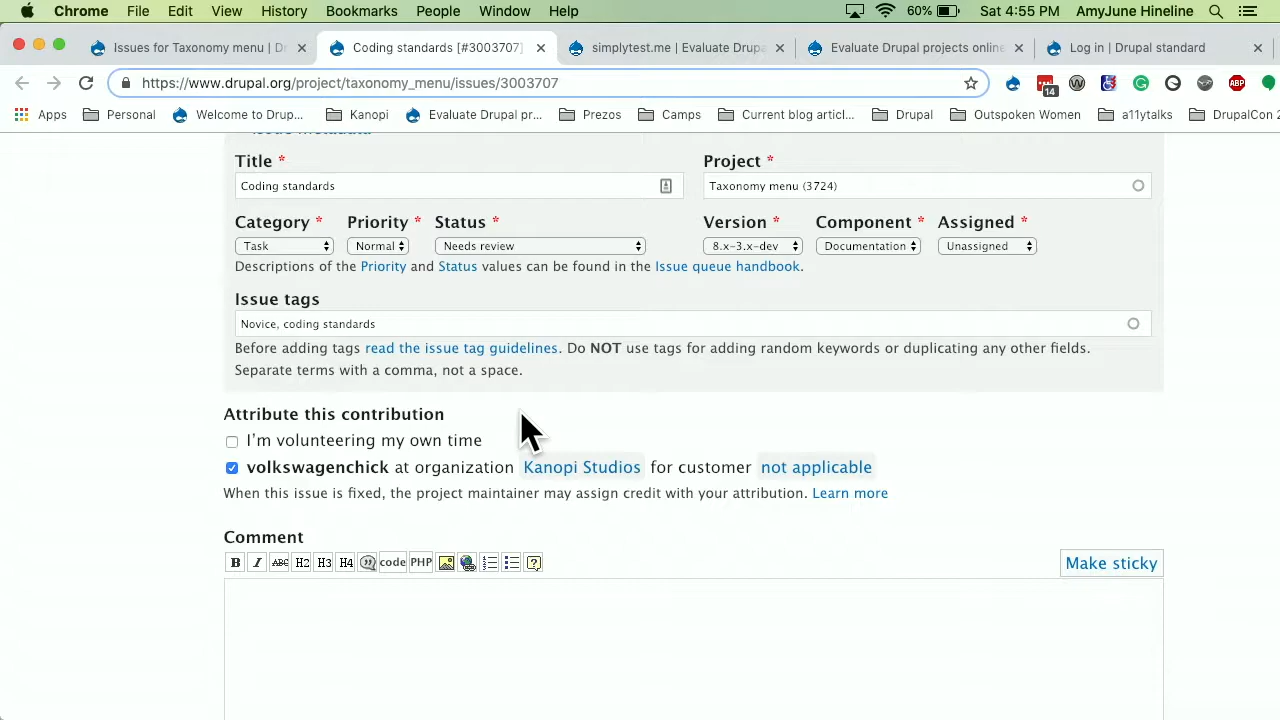 Chrome File Edit View History Bookmarks People Window Help 60% Sat 4:55 PM AmyJune Hineline
Issues for Taxonomy menu | Dr Coding standards [#3003707] simplytest.me | Evaluate Drupa Evaluate Drupal projects online Log in | Drupal standard
https://www.drupal.org/project/taxonomy_menu/issues/3003707 14 ABP
Apps Personal Welcome to Drup... Kanopi Evaluate Drupal pr... Prezos Camps Current blog articl... Drupal Outspoken Women a11ytalks DrupalCon 2
Issue metadata
Title * Project *
Coding standards Taxonomy menu (3724)
Category * Priority * Status * Version * Component * Assigned *
Task Normal Needs review 8.x-3.x-dev Documentation Unassigned
Descriptions of the Priority and Status values can be found in the Issue queue handbook.
Issue tags
Novice, coding standards
Before adding tags read the issue tag guidelines. Do NOT use tags for adding random keywords or duplicating any other fields.
Separate terms with a comma, not a space.
Attribute this contribution
I'm volunteering my own time
volkswagenchick at organization Kanopi Studios for customer not applicable
When this issue is fixed, the project maintainer may assign credit with your attribution. Learn more
Comment
B I ABC H2 H3 H4 code PHP ? Make sticky